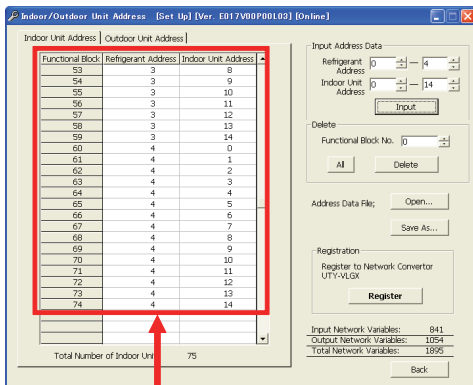 Indoor/Outdoor Unit Address [Set Up] [Ver. E017V00P00L03] [Online]
Indoor Unit Address Outdoor Unit Address
Functional Block Refrigerant Address Indoor Unit Address
53 3 8
54 3 9
55 3 10
56 3 11
57 3 12
58 3 13
59 3 14
60 4 0
61 4 1
62 4 2
63 4 3
64 4 4
65 4 5
66 4 6
67 4 7
68 4 8
69 4 9
70 4 10
71 4 11
72 4 12
73 4 13
74 4 14
Total Number of Indoor Unit 75
Input Address Data
Refrigerant Address 0 — 4
Indoor Unit Address 0 — 14
Input
Delete
Functional Block No. 0
All Delete
Address Data File; Open...
Save As...
Registration
Register to Network Convertor
UTY-VLGX
Register
Input Network Variables: 841
Output Network Variables: 1054
Total Network Variables: 1895
Back